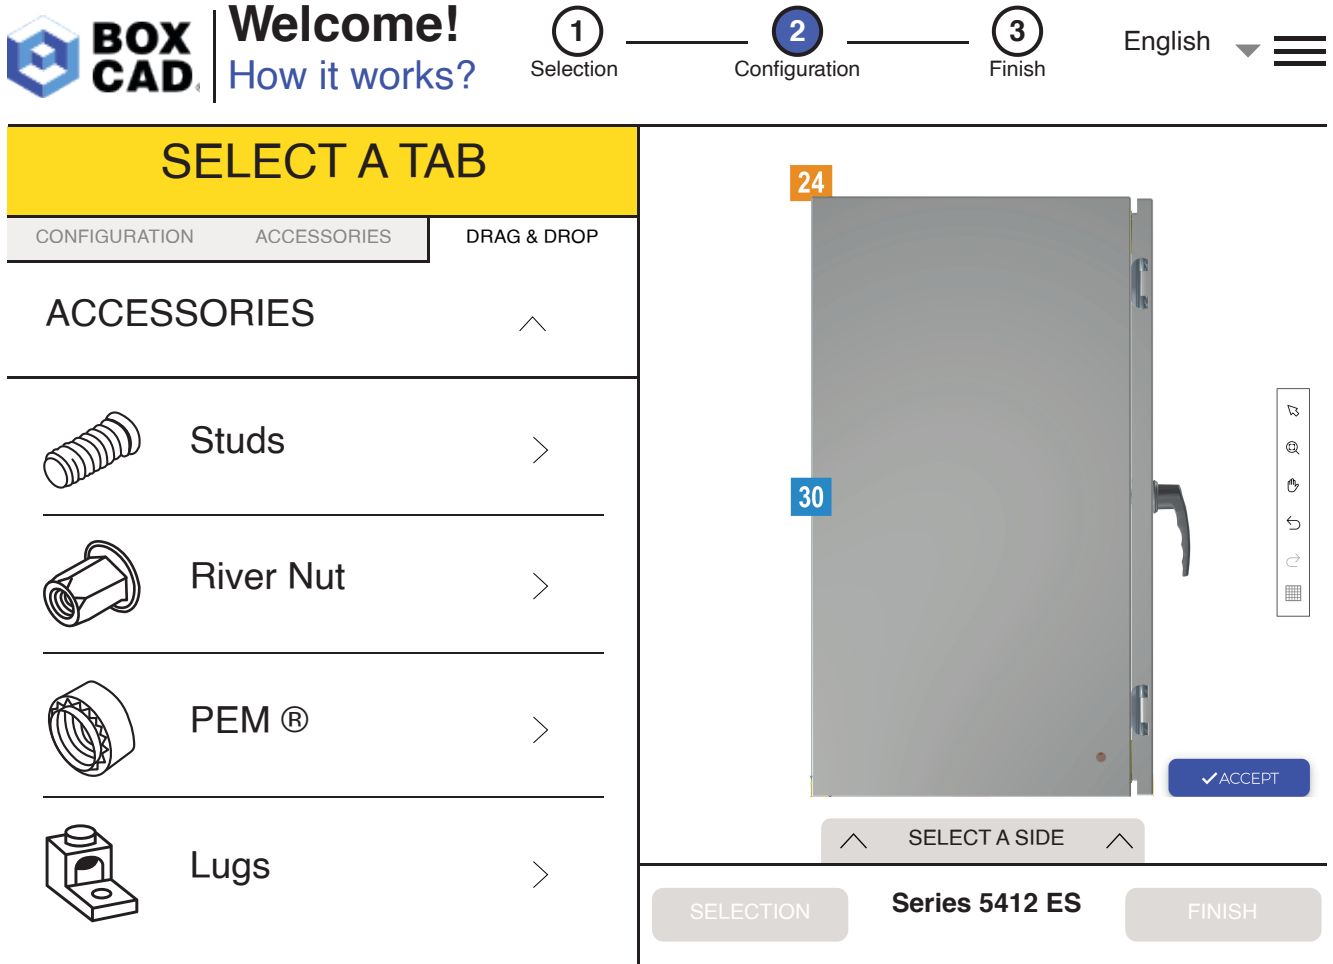 BOX
CAD
Welcome!
How it works?
1
Selection
2
Configuration
3
Finish
English
SELECT A TAB
CONFIGURATION
ACCESSORIES
DRAG & DROP
ACCESSORIES
Studs
River Nut
PEM ®
Lugs
24
30
ACCEPT
SELECT A SIDE
SELECTION
Series 5412 ES
FINISH